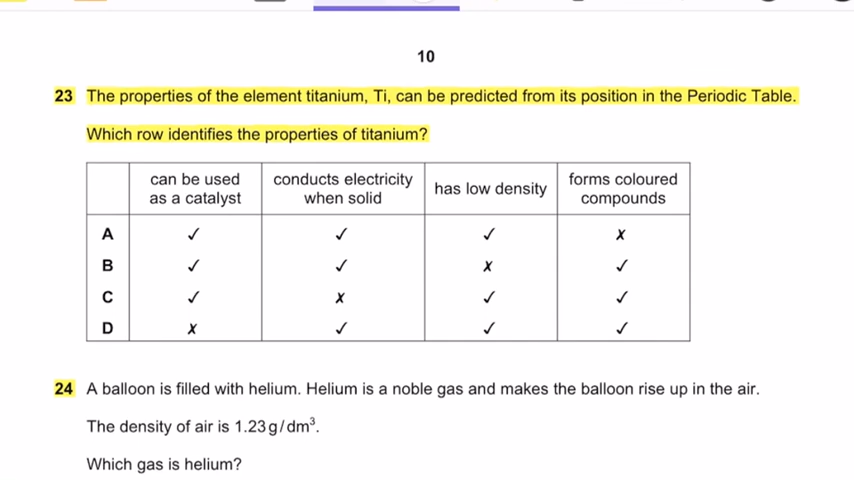 10
23 The properties of the element titanium, Ti, can be predicted from its position in the Periodic Table.
Which row identifies the properties of titanium?
can be used as a catalyst | conducts electricity when solid | has low density | forms coloured compounds
A ✓ ✓ ✓ ✗
B ✓ ✓ ✗ ✓
C ✓ ✗ ✓ ✓
D ✗ ✓ ✓ ✓
24 A balloon is filled with helium. Helium is a noble gas and makes the balloon rise up in the air.
The density of air is 1.23 g/dm³.
Which gas is helium?